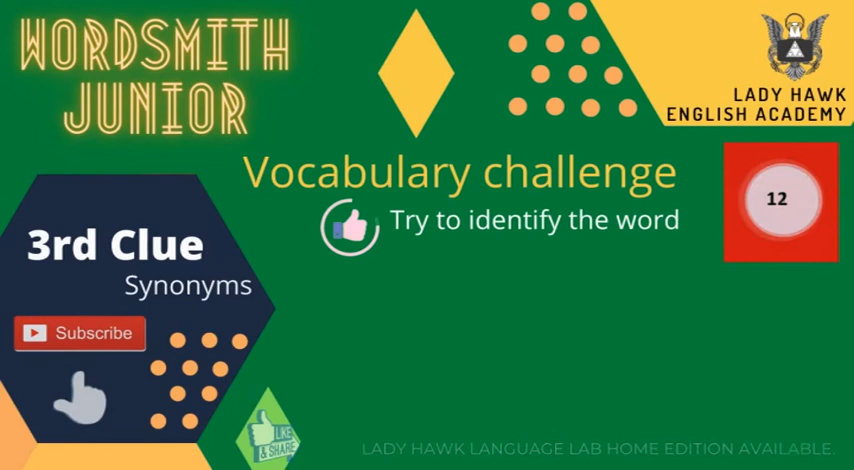 WORDSMITH
JUNIOR
LADY HAWK
ENGLISH ACADEMY
Vocabulary challenge
12
Try to identify the word
3rd Clue
Synonyms
Subscribe
LIKE
& SHARE
LADY HAWK LANGUAGE LAB HOME EDITION AVAILABLE.